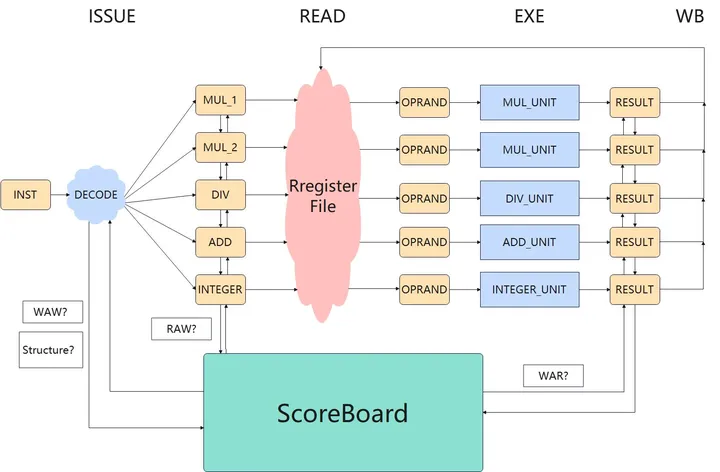 ISSUE READ EXE WB
MUL_1 OPRAND MUL_UNIT RESULT
MUL_2 OPRAND MUL_UNIT RESULT
INST DECODE DIV Rregister OPRAND DIV_UNIT RESULT
File
ADD OPRAND ADD_UNIT RESULT
INTEGER OPRAND INTEGER_UNIT RESULT
WAW?
RAW?
Structure?
WAR?
ScoreBoard